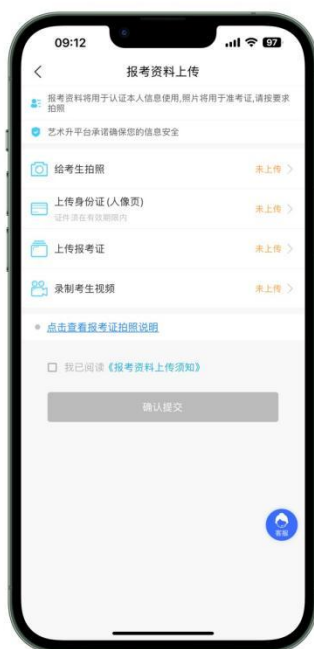 09:12
97
报考资料上传
报考资料将用于认证本人信息使用,照片将用于准考证,请按要求
拍照
艺术升平台承诺确保您的信息安全
给考生拍照 未上传
上传身份证(人像页) 未上传
证件须在有效期限内
上传报考证 未上传
录制考生视频 未上传
点击查看报考证拍照说明
我已阅读《报考资料上传须知》
确认提交
客服